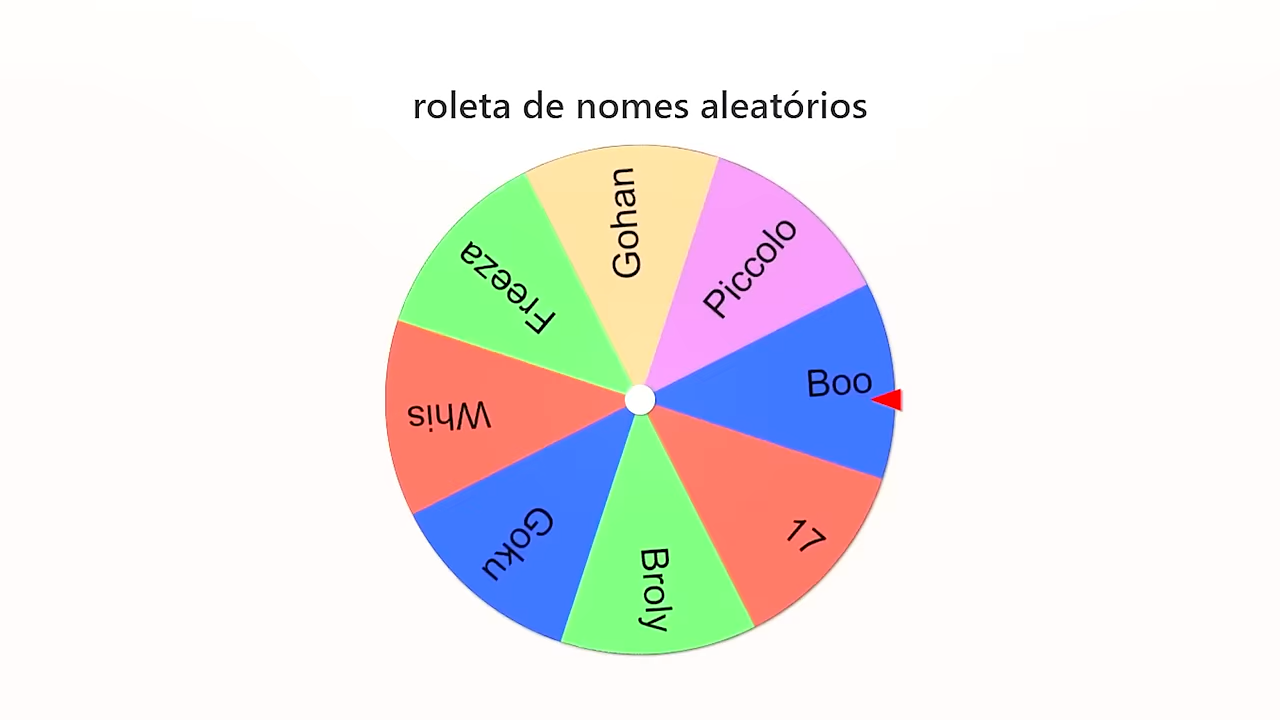 roleta de nomes aleatórios
Gohan
Piccolo
Boo
17
Broly
Goku
Whis
Freeza